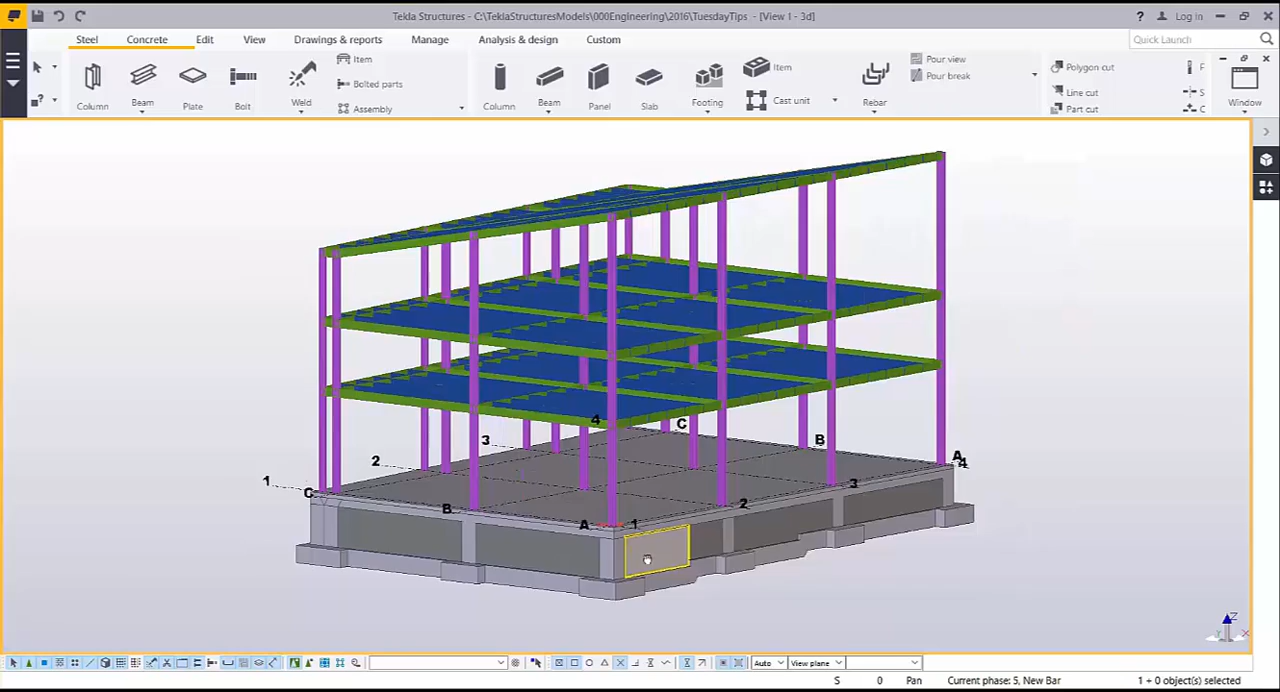 Tekla Structures - C:\TeklaStructuresModels\000Engineering\2016\TuesdayTips - [View 1 - 3d]
? Log in
Steel Concrete Edit View Drawings & reports Manage Analysis & design Custom Quick Launch
Item Pour view Polygon cut F
Bolted parts Item Pour break Line cut S
Column Beam Plate Bolt Weld Assembly Column Beam Panel Slab Footing Cast unit Rebar Part cut C Window
4
C
3
B
2
A
4
1
C
3
B
2
A
1
Z
X
Auto View plane
S 0 Pan Current phase: 5, New Bar 1 + 0 object(s) selected